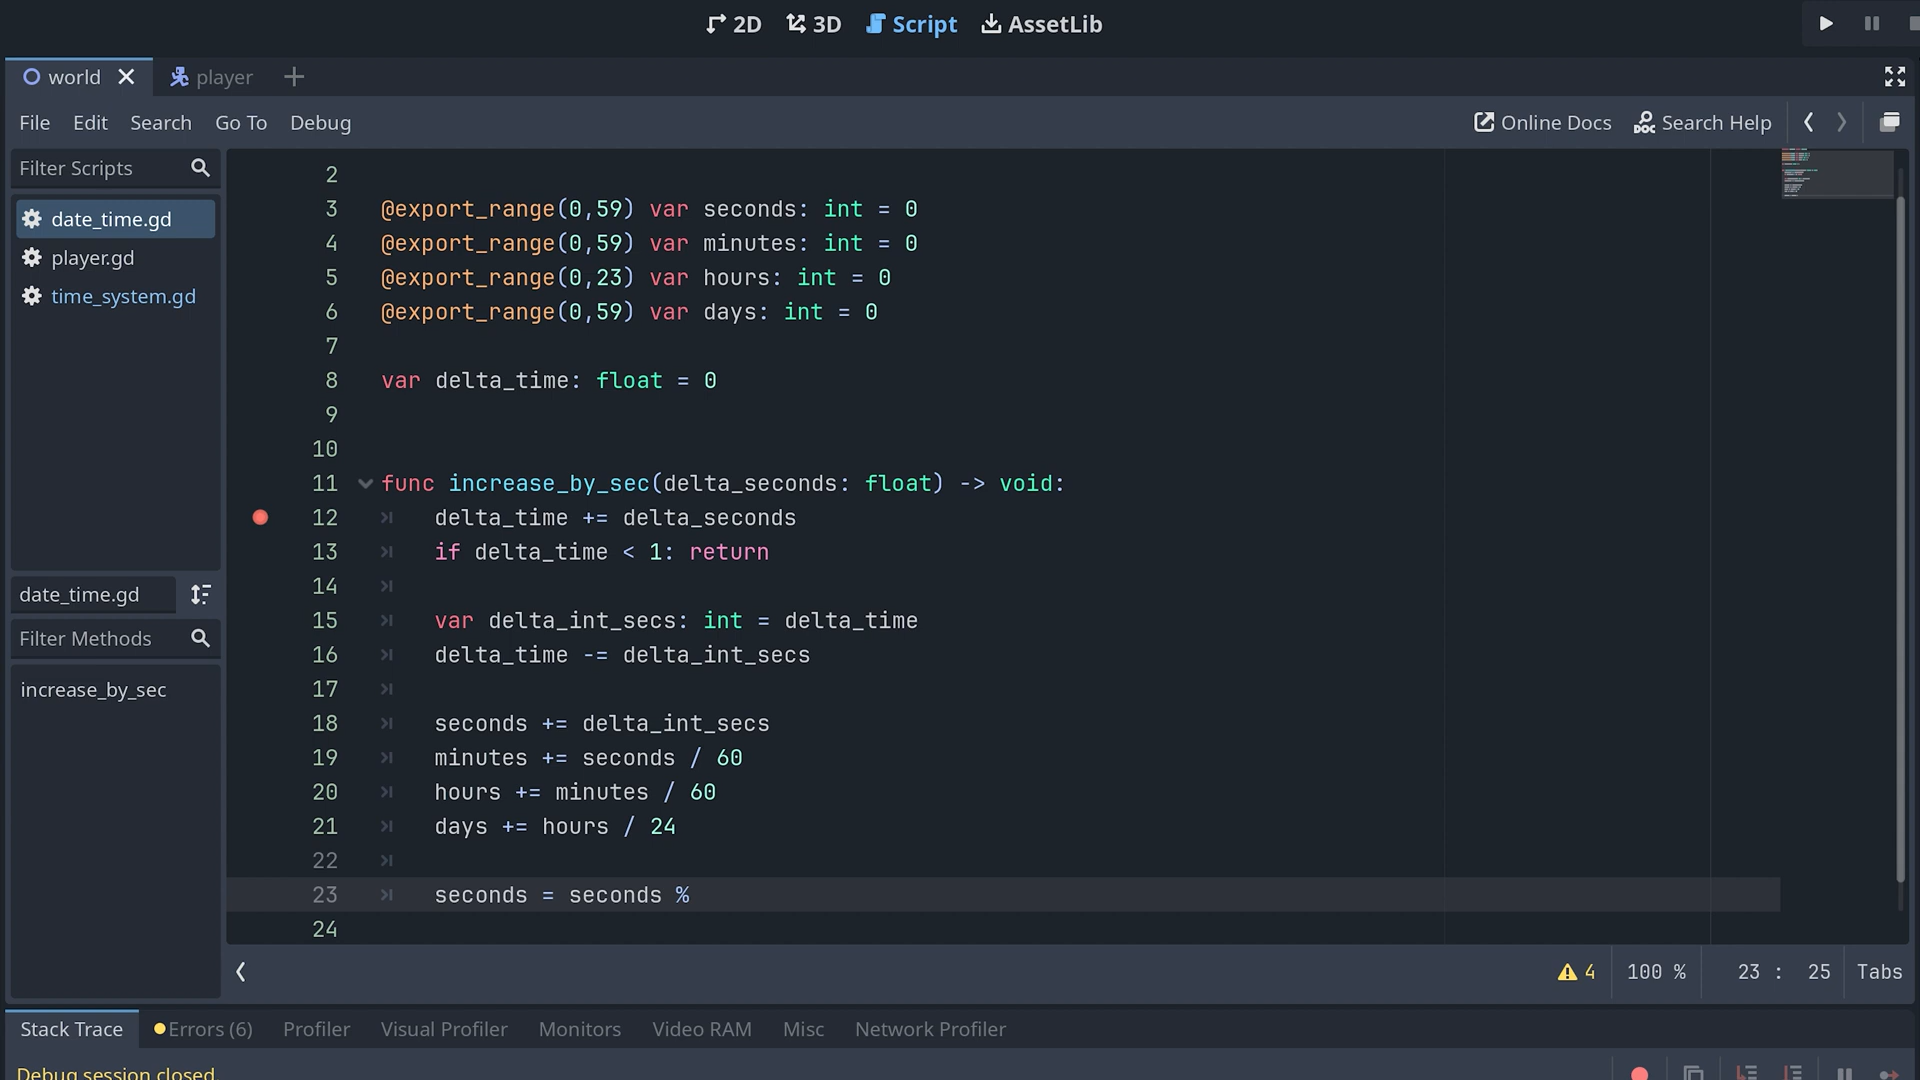 2D 3D Script AssetLib
world player
File Edit Search Go To Debug Online Docs Search Help
Filter Scripts
date_time.gd
player.gd
time_system.gd
date_time.gd
Filter Methods
increase_by_sec
2
3 @export_range(0,59) var seconds: int = 0
4 @export_range(0,59) var minutes: int = 0
5 @export_range(0,23) var hours: int = 0
6 @export_range(0,59) var days: int = 0
7
8 var delta_time: float = 0
9
10
11 func increase_by_sec(delta_seconds: float) -> void:
12 delta_time += delta_seconds
13 if delta_time < 1: return
14
15 var delta_int_secs: int = delta_time
16 delta_time -= delta_int_secs
17
18 seconds += delta_int_secs
19 minutes += seconds / 60
20 hours += minutes / 60
21 days += hours / 24
22
23 seconds = seconds %
24
4 100 % 23 : 25 Tabs
Stack Trace Errors (6) Profiler Visual Profiler Monitors Video RAM Misc Network Profiler
Debug session closed.